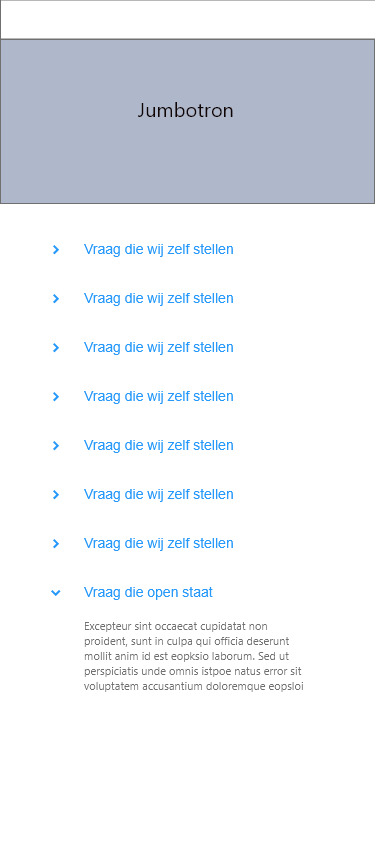 Jumbotron
Vraag die wij zelf stellen
Vraag die wij zelf stellen
Vraag die wij zelf stellen
Vraag die wij zelf stellen
Vraag die wij zelf stellen
Vraag die wij zelf stellen
Vraag die wij zelf stellen
Vraag die open staat
Excepteur sint occaecat cupidatat non
proident, sunt in culpa qui officia deserunt
mollit anim id est eopksio laborum. Sed ut
perspiciatis unde omnis istpoe natus error sit
voluptatem accusantium doloremque eopsloi